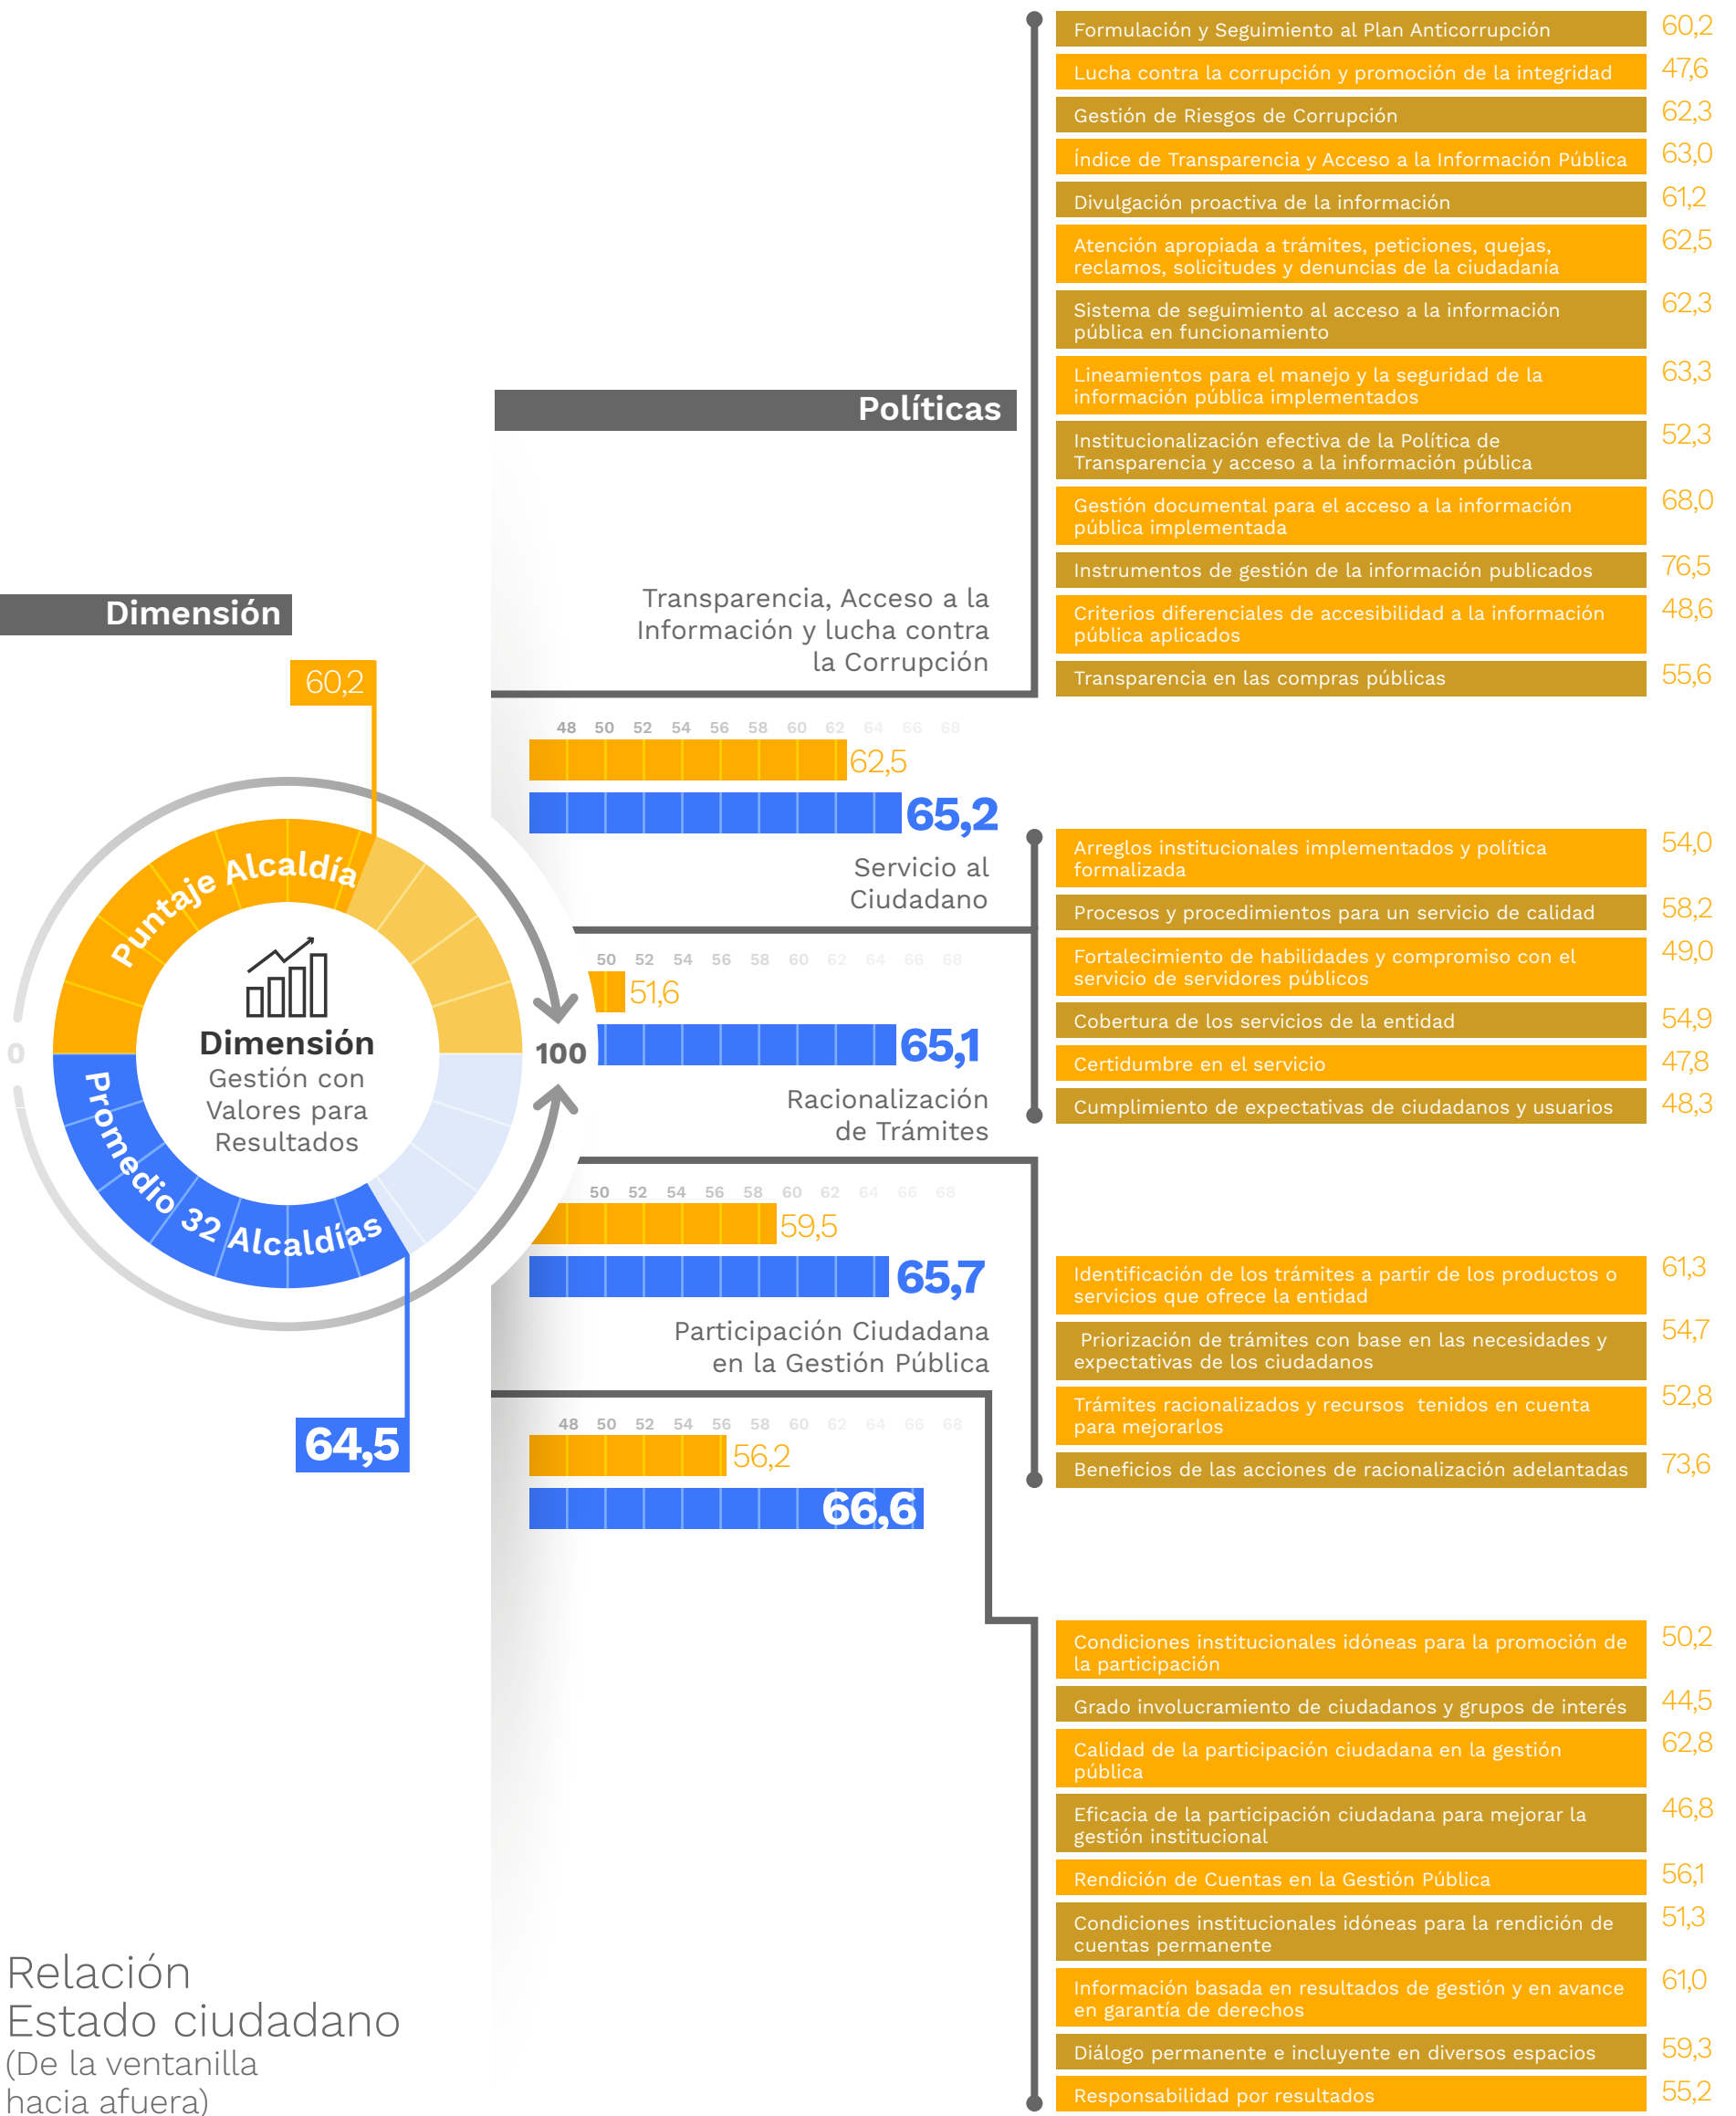 Formulación y Seguimiento al Plan Anticorrupción
60,2
Lucha contra la corrupción y promoción de la integridad
47,6
Gestión de Riesgos de Corrupción
62,3
Índice de Transparencia y Acceso a la Información Pública
63,0
Divulgación proactiva de la información
61,2
Atención apropiada a trámites, peticiones, quejas,
reclamos, solicitudes y denuncias de la ciudadanía
62,5
Sistema de seguimiento al acceso a la información
pública en funcionamiento
62,3
Lineamientos para el manejo y la seguridad de la
información pública implementados
63,3
Institucionalización efectiva de la Política de
Transparencia y acceso a la información pública
52,3
Gestión documental para el acceso a la información
pública implementada
68,0
Instrumentos de gestión de la información publicados
76,5
Criterios diferenciales de accesibilidad a la información
pública aplicados
48,6
Transparencia en las compras públicas
55,6
Políticas
Transparencia, Acceso a la
Información y lucha contra
la Corrupción
48 50 52 54 56 58 60 62 64 66 68
62,5
65,2
Dimensión
60,2
Puntaje Alcaldía
Dimensión
Gestión con
Valores para
Resultados
0
100
Promedio 32 Alcaldías
64,5
Servicio al
Ciudadano
50 52 54 56 58 60 62 64 66 68
51,6
65,1
Arreglos institucionales implementados y política
formalizada
54,0
Procesos y procedimientos para un servicio de calidad
58,2
Fortalecimiento de habilidades y compromiso con el
servicio de servidores públicos
49,0
Cobertura de los servicios de la entidad
54,9
Certidumbre en el servicio
47,8
Cumplimiento de expectativas de ciudadanos y usuarios
48,3
Racionalización
de Trámites
50 52 54 56 58 60 62 64 66 68
59,5
65,7
Identificación de los trámites a partir de los productos o
servicios que ofrece la entidad
61,3
Priorización de trámites con base en las necesidades y
expectativas de los ciudadanos
54,7
Trámites racionalizados y recursos tenidos en cuenta
para mejorarlos
52,8
Beneficios de las acciones de racionalización adelantadas
73,6
Participación Ciudadana
en la Gestión Pública
48 50 52 54 56 58 60 62 64 66 68
56,2
66,6
Condiciones institucionales idóneas para la promoción de
la participación
50,2
Grado involucramiento de ciudadanos y grupos de interés
44,5
Calidad de la participación ciudadana en la gestión
pública
62,8
Eficacia de la participación ciudadana para mejorar la
gestión institucional
46,8
Rendición de Cuentas en la Gestión Pública
56,1
Condiciones institucionales idóneas para la rendición de
cuentas permanente
51,3
Información basada en resultados de gestión y en avance
en garantía de derechos
61,0
Diálogo permanente e incluyente en diversos espacios
59,3
Responsabilidad por resultados
55,2
Relación
Estado ciudadano
(De la ventanilla
hacia afuera)